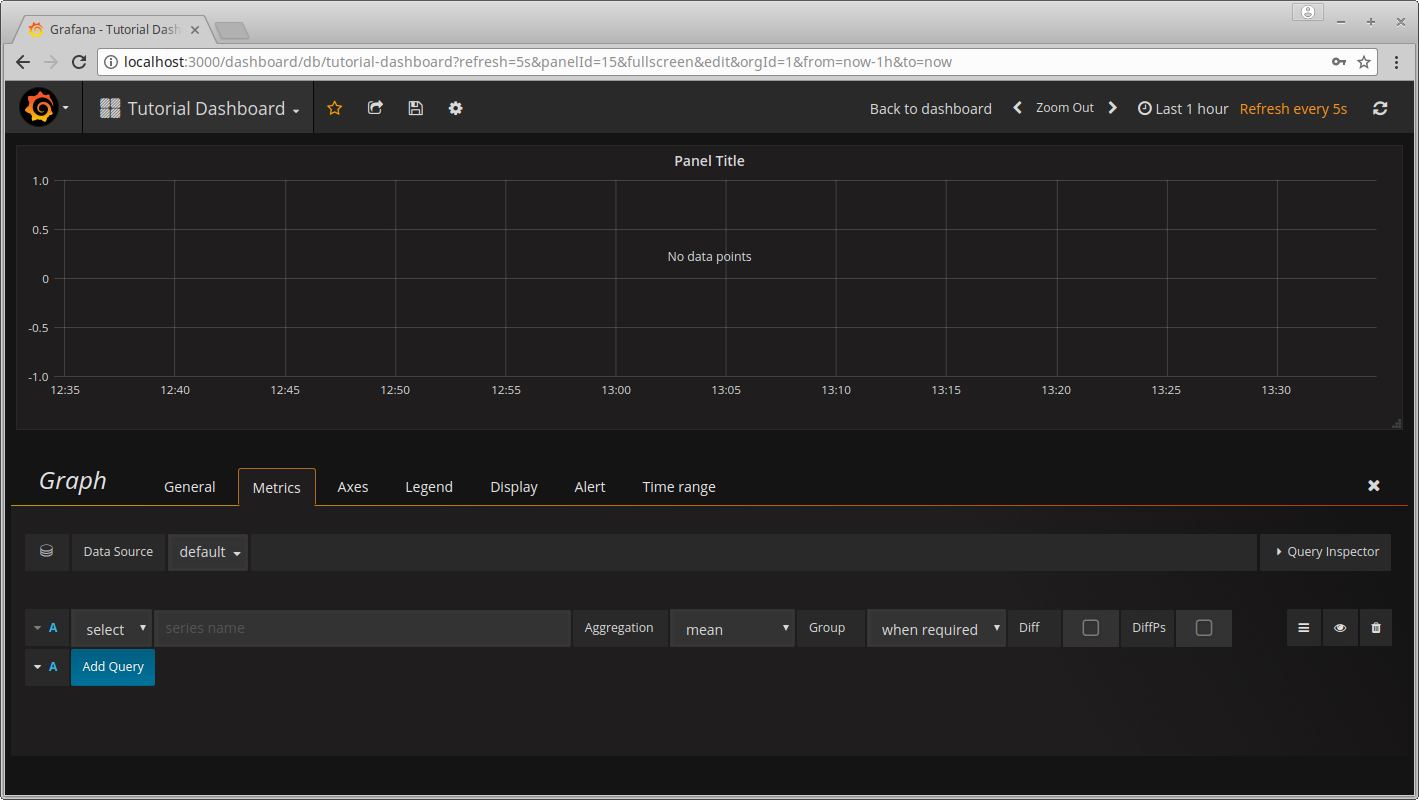 Grafana - Tutorial Dash
localhost:3000/dashboard/db/tutorial-dashboard?refresh=5s&panelId=15&fullscreen&edit&orgId=1&from=now-1h&to=now
Tutorial Dashboard Back to dashboard Zoom Out Last 1 hour Refresh every 5s
Panel Title
1.0
0.5
No data points
0
-0.5
-1.0
12:35 12:40 12:45 12:50 12:55 13:00 13:05 13:10 13:15 13:20 13:25 13:30
Graph General Metrics Axes Legend Display Alert Time range
Data Source default Query Inspector
A select series name Aggregation mean Group when required Diff DiffPs
A Add Query